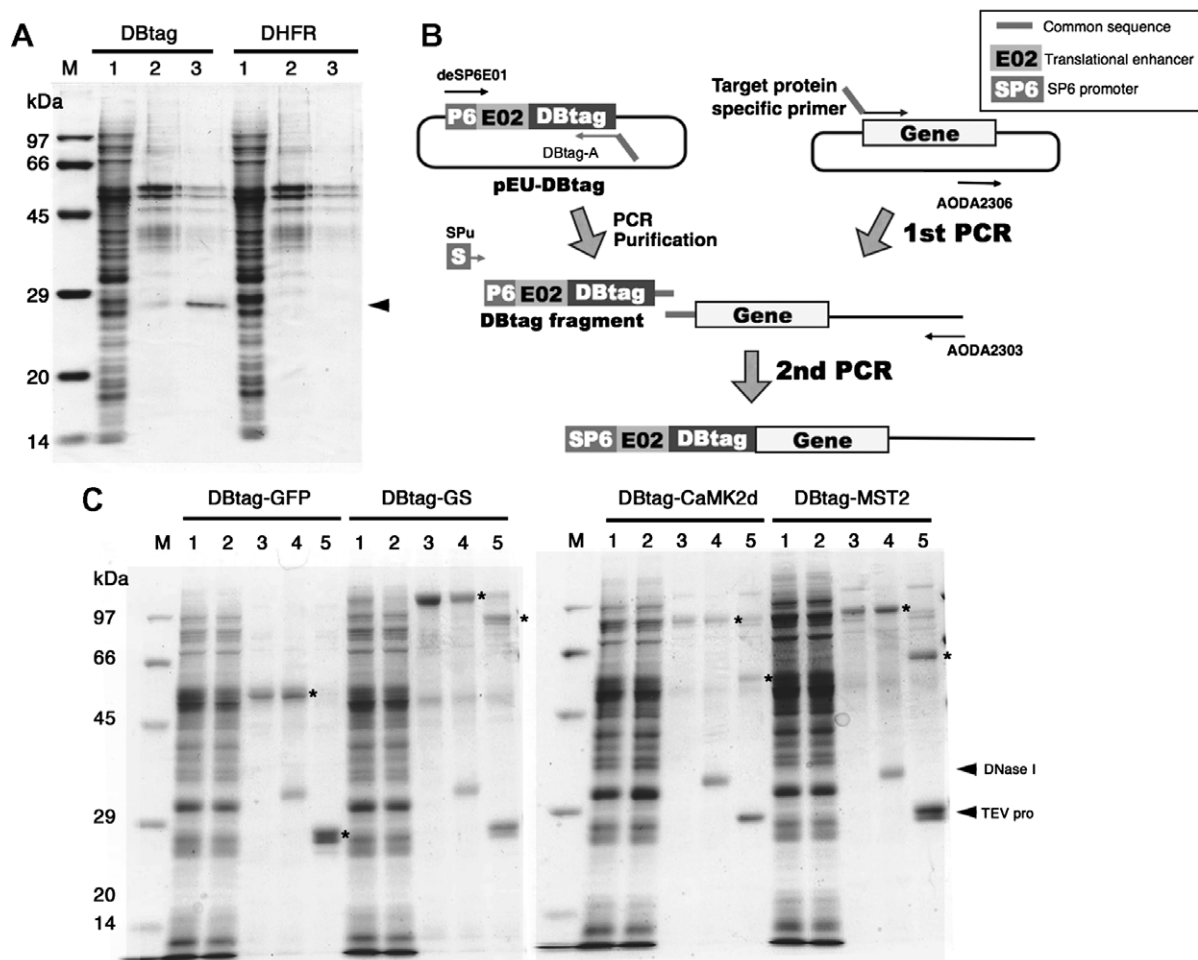 A
DBtag DHFR
M 1 2 3 1 2 3
kDa
97
66
45
29
20
14
B
deSP6E01
P6 E02 DBtag
DBtag-A
pEU-DBtag
Target protein
specific primer
Gene
AODA2306
Common sequence
E02 Translational enhancer
SP6 SP6 promoter
PCR
Purification
1st PCR
SPu
S
P6 E02 DBtag
DBtag fragment
Gene
AODA2303
2nd PCR
SP6 E02 DBtag Gene
C
DBtag-GFP DBtag-GS DBtag-CaMK2d DBtag-MST2
M 1 2 3 4 5 1 2 3 4 5 M 1 2 3 4 5 1 2 3 4 5
kDa
97
66
45
29
20
14
* * * * * * *
DNase I
TEV pro